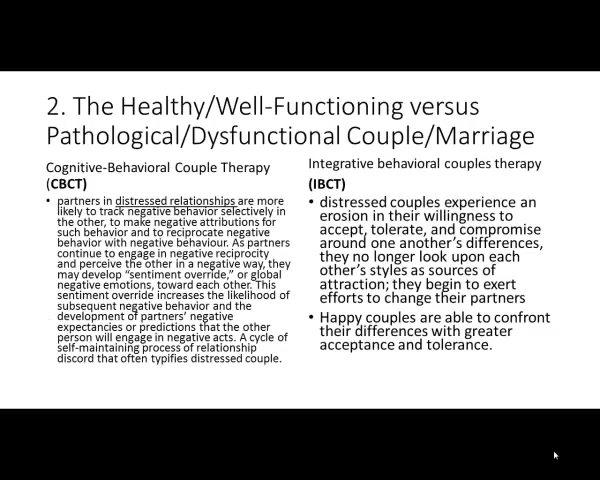 2. The Healthy/Well-Functioning versus
Pathological/Dysfunctional Couple/Marriage
Cognitive-Behavioral Couple Therapy
(CBCT)
• partners in distressed relationships are more
likely to track negative behavior selectively in
the other, to make negative attributions for
such behavior and to reciprocate negative
behavior with negative behaviour. As partners
continue to engage in negative reciprocity
and perceive the other in a negative way, they
may develop “sentiment override,” or global
negative emotions, toward each other. This
sentiment override increases the likelihood of
subsequent negative behavior and the
development of partners’ negative
expectancies or predictions that the other
person will engage in negative acts. A cycle of
self-maintaining process of relationship
discord that often typifies distressed couple.
Integrative behavioral couples therapy
(IBCT)
• distressed couples experience an
erosion in their willingness to
accept, tolerate, and compromise
around one another’s differences,
they no longer look upon each
other’s styles as sources of
attraction; they begin to exert
efforts to change their partners
• Happy couples are able to confront
their differences with greater
acceptance and tolerance.